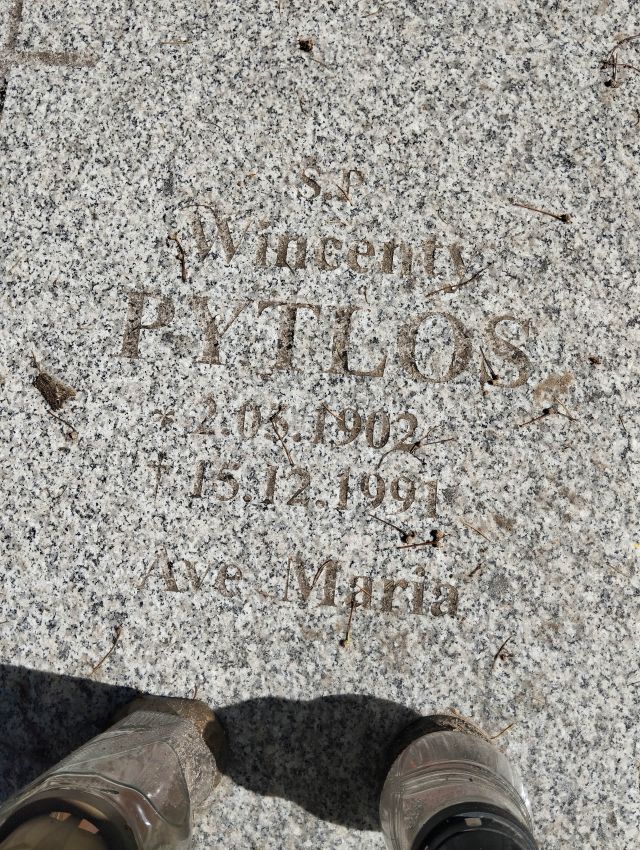 Ś.P.
Wincenty
PYTLOS
* 2.03.1902
† 15.12.1991
Ave Maria